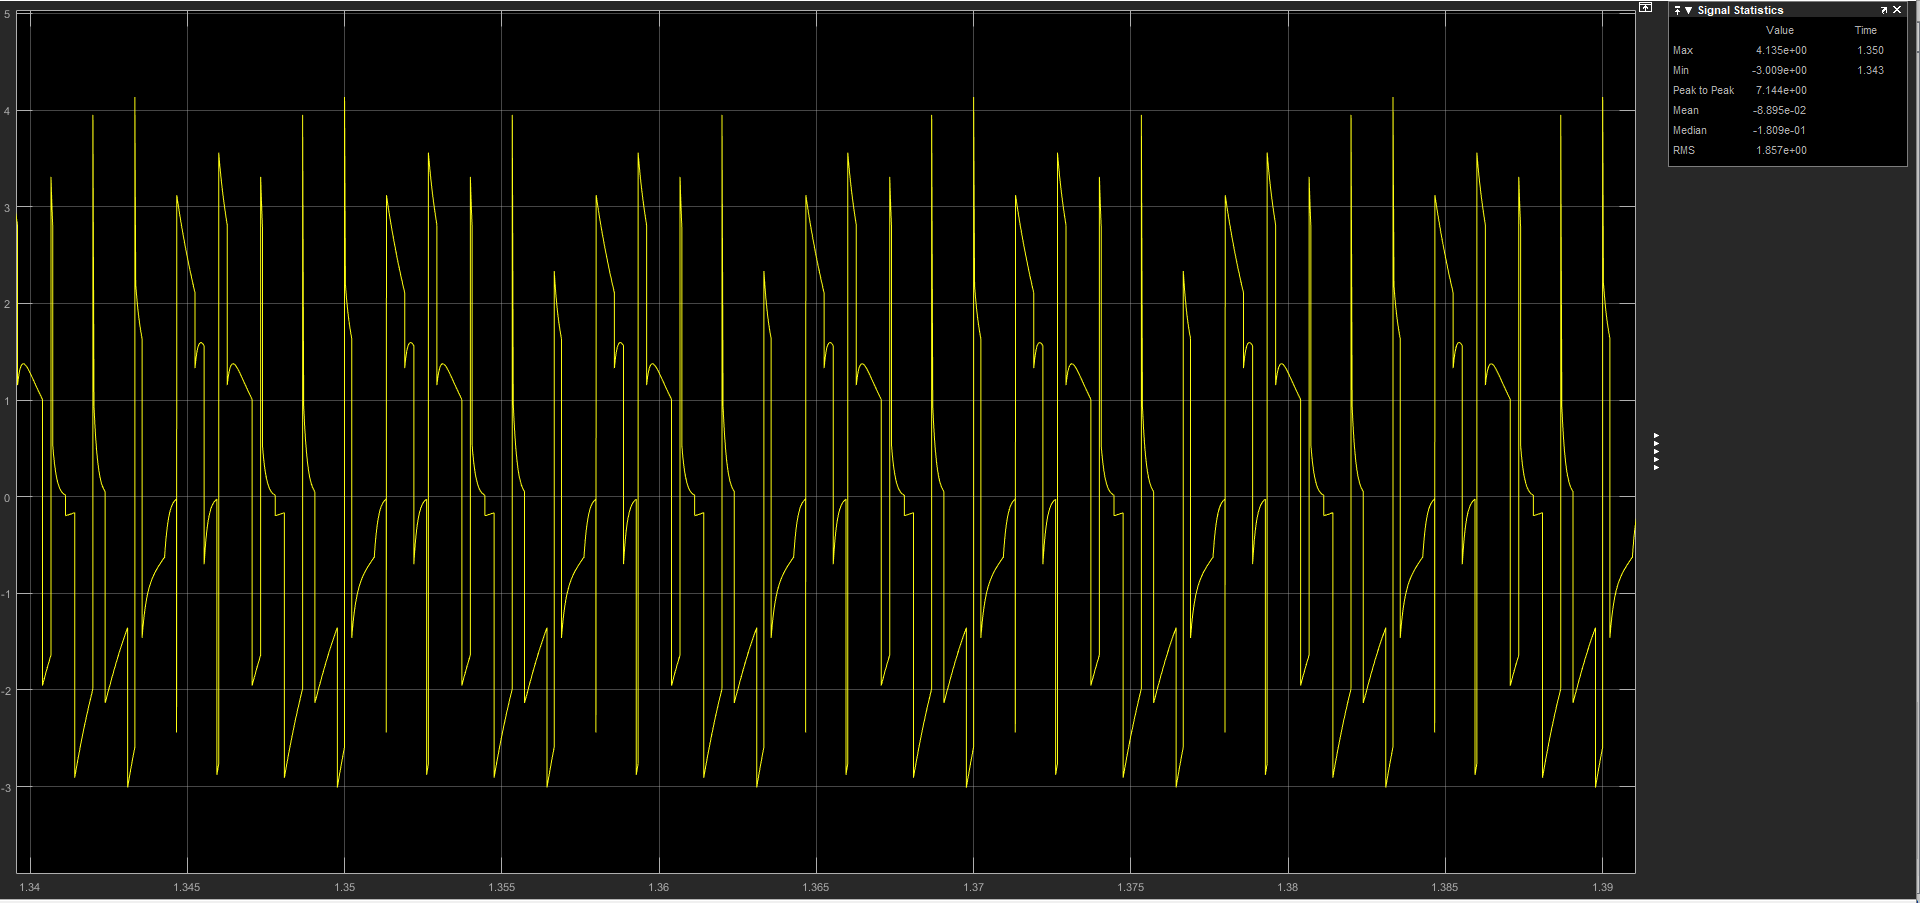 Signal Statistics
Value Time
Max 4.135e+00 1.350
Min -3.009e+00 1.343
Peak to Peak 7.144e+00
Mean -8.895e-02
Median -1.809e-01
RMS 1.857e+00
5
4
3
2
1
0
-1
-2
-3
1.34 1.345 1.35 1.355 1.36 1.365 1.37 1.375 1.38 1.385 1.39